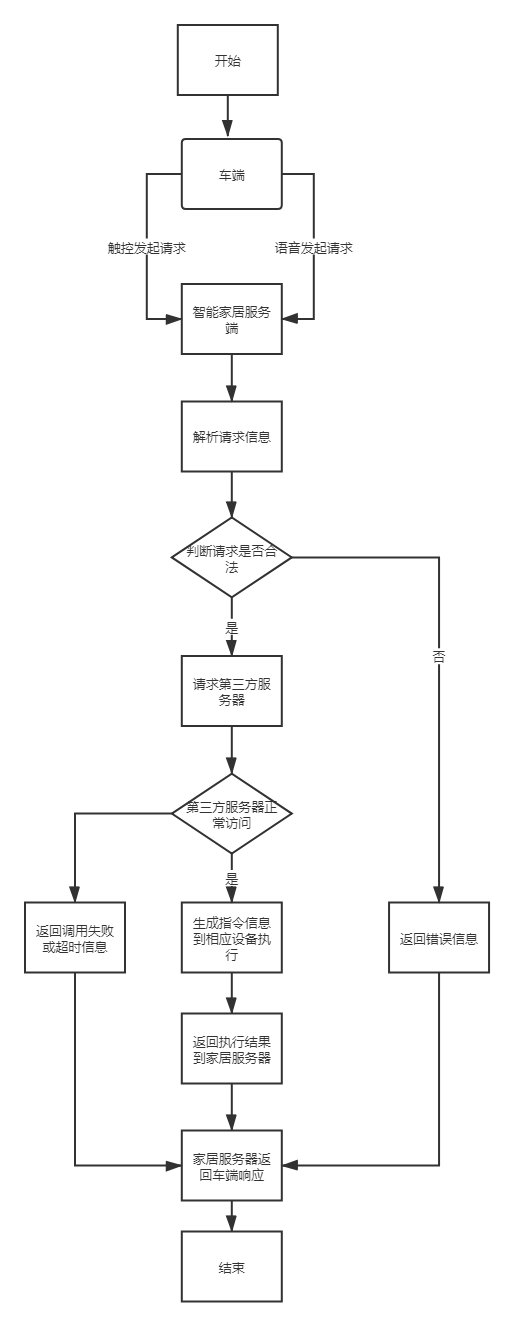 开始
车端
触控发起请求
语音发起请求
智能家居服务
端
解析请求信息
判断请求是否合
法
是
否
请求第三方服
务器
第三方服务器正
常访问
是
返回调用失败
或超时信息
生成指令信息
到相应设备执
行
返回错误信息
返回执行结果
到家居服务器
家居服务器返
回车端响应
结束